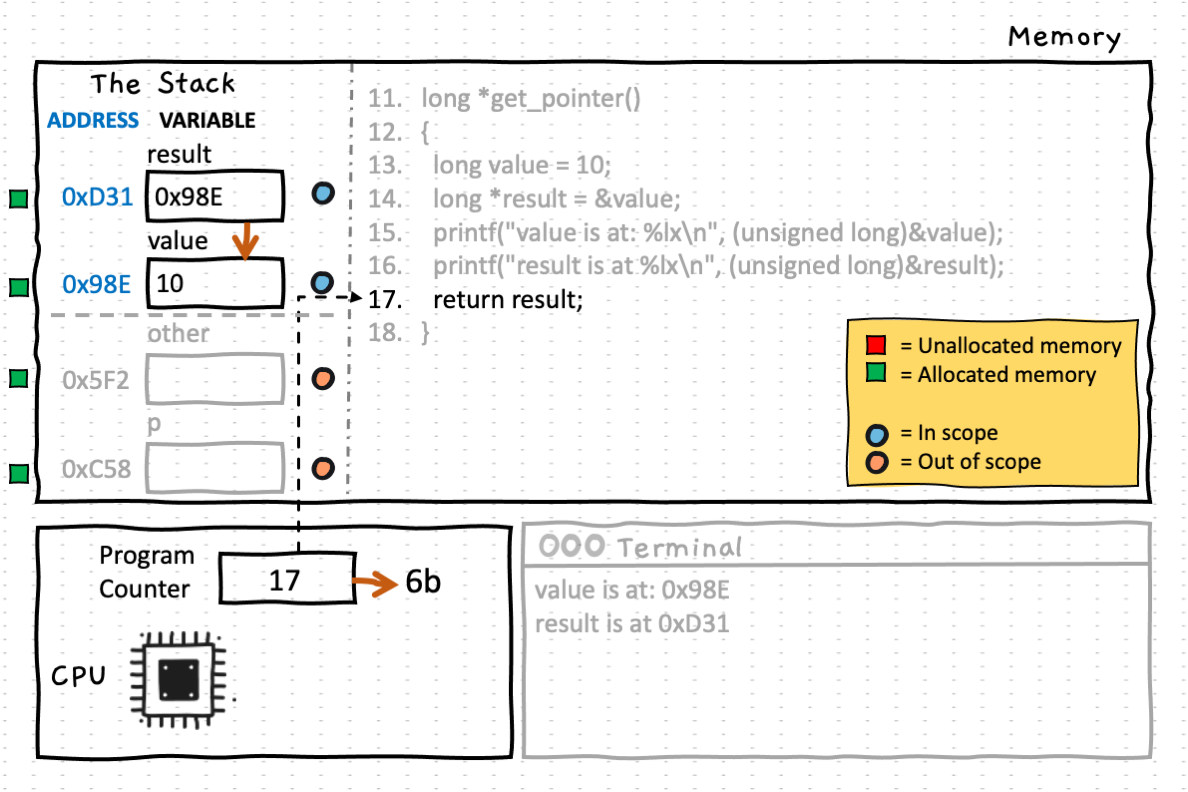 Memory
The Stack
ADDRESS VARIABLE
result
0xD31 0x98E
value
0x98E 10
other
0x5F2
p
0xC58
11. long *get_pointer()
12. {
13. long value = 10;
14. long *result = &value;
15. printf("value is at: %lx\n", (unsigned long)&value);
16. printf("result is at %lx\n", (unsigned long)&result);
17. return result;
18. }
= Unallocated memory
= Allocated memory
= In scope
= Out of scope
Program
Counter
17 6b
CPU
Terminal
value is at: 0x98E
result is at 0xD31